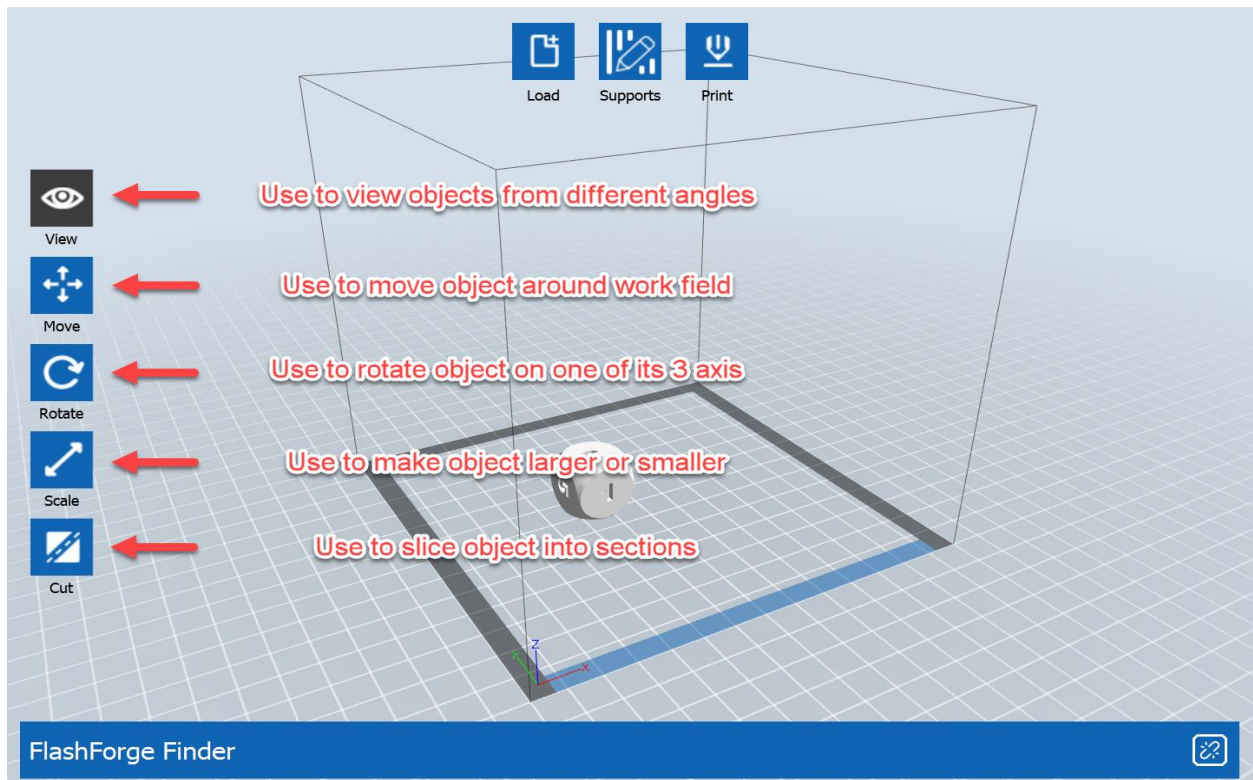 Load
Supports
Print
Use to view objects from different angles
View
Use to move object around work field
Move
Use to rotate object on one of its 3 axis
Rotate
Use to make object larger or smaller
Scale
Use to slice object into sections
Cut
5
1
Z
Y
X
FlashForge Finder